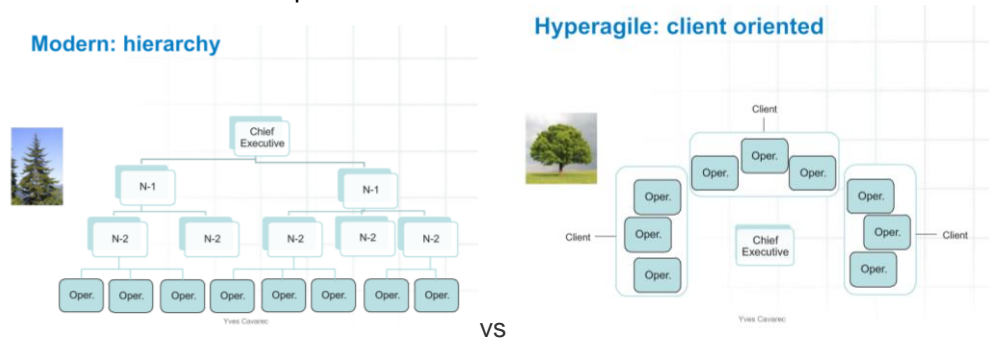 Modern: hierarchy
Chief
Executive
N-1
N-1
N-2
N-2
N-2
N-2
N-2
Oper.
Oper.
Oper.
Oper.
Oper.
Oper.
Oper.
Oper.
Yves Cavarec
vs
Hyperagile: client oriented
Client
Oper.
Oper.
Oper.
Oper.
Oper.
Oper.
Client
Oper.
Oper.
Oper.
Client
Chief
Executive
Yves Cavarec